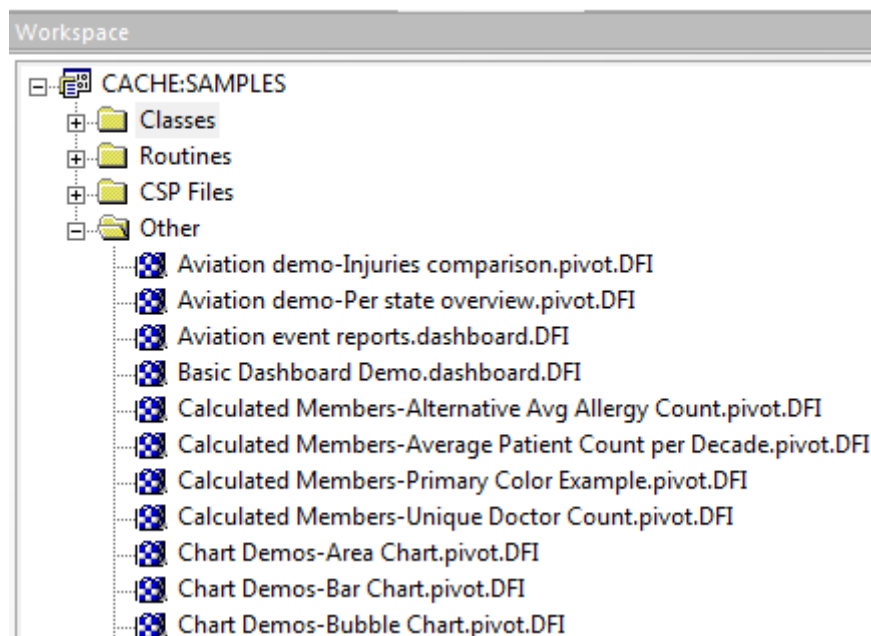 Workspace
CACHE:SAMPLES
Classes
Routines
CSP Files
Other
Aviation demo-Injuries comparison.pivot.DFI
Aviation demo-Per state overview.pivot.DFI
Aviation event reports.dashboard.DFI
Basic Dashboard Demo.dashboard.DFI
Calculated Members-Alternative Avg Allergy Count.pivot.DFI
Calculated Members-Average Patient Count per Decade.pivot.DFI
Calculated Members-Primary Color Example.pivot.DFI
Calculated Members-Unique Doctor Count.pivot.DFI
Chart Demos-Area Chart.pivot.DFI
Chart Demos-Bar Chart.pivot.DFI
Chart Demos-Bubble Chart.pivot.DFI